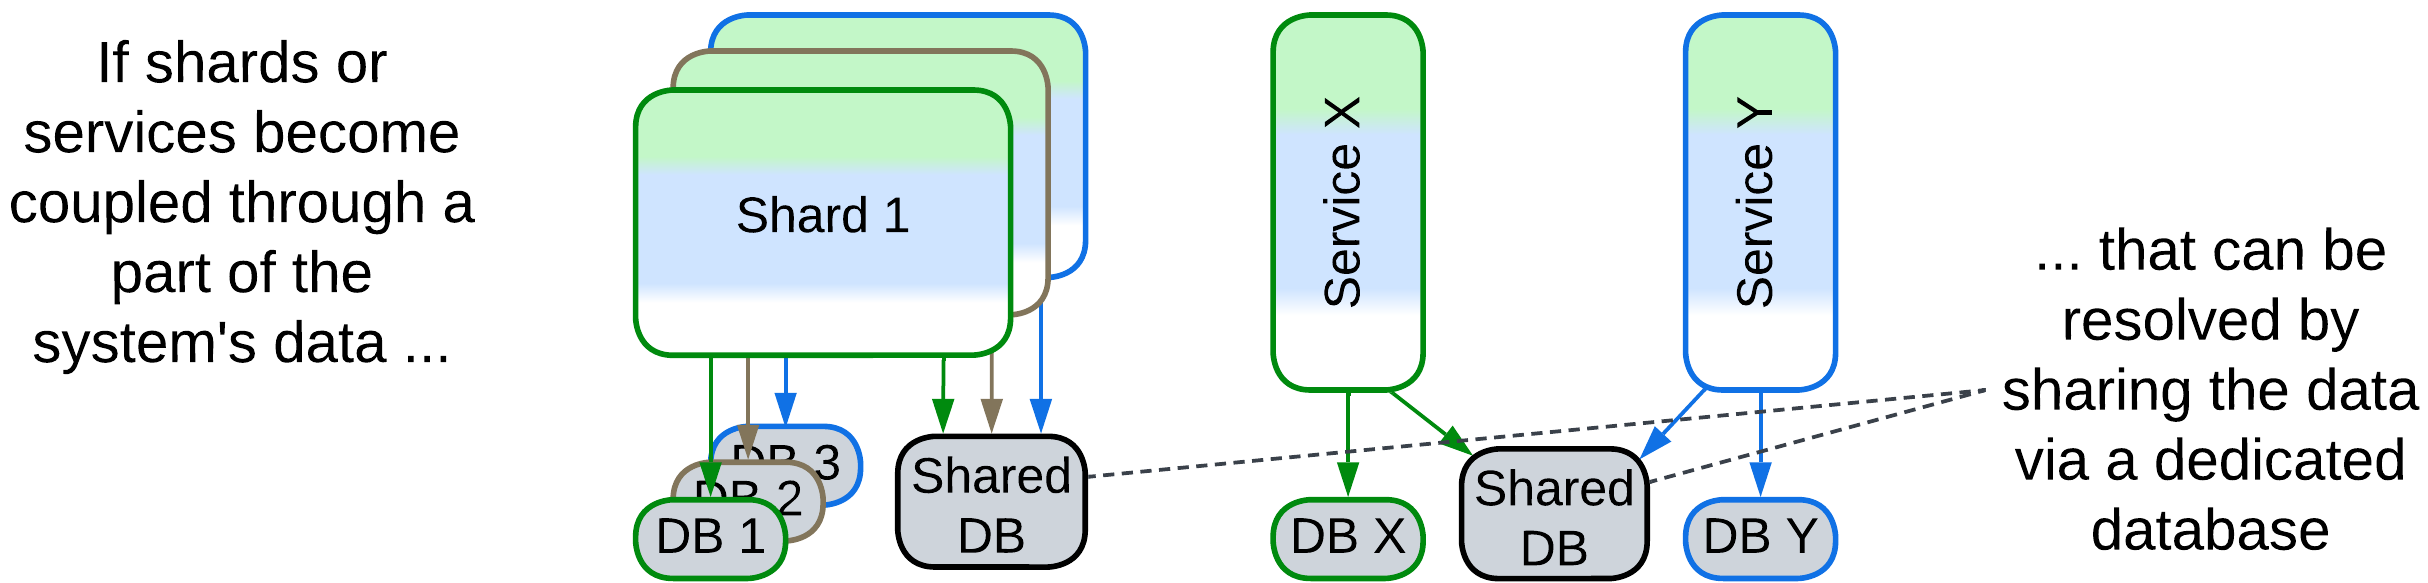 If shards or
services become
coupled through a
part of the
system's data ...
Shard 1
DB 3
DB 2
DB 1
Shared
DB
Service X
Service Y
DB X
Shared
DB
DB Y
... that can be
resolved by
sharing the data
via a dedicated
database